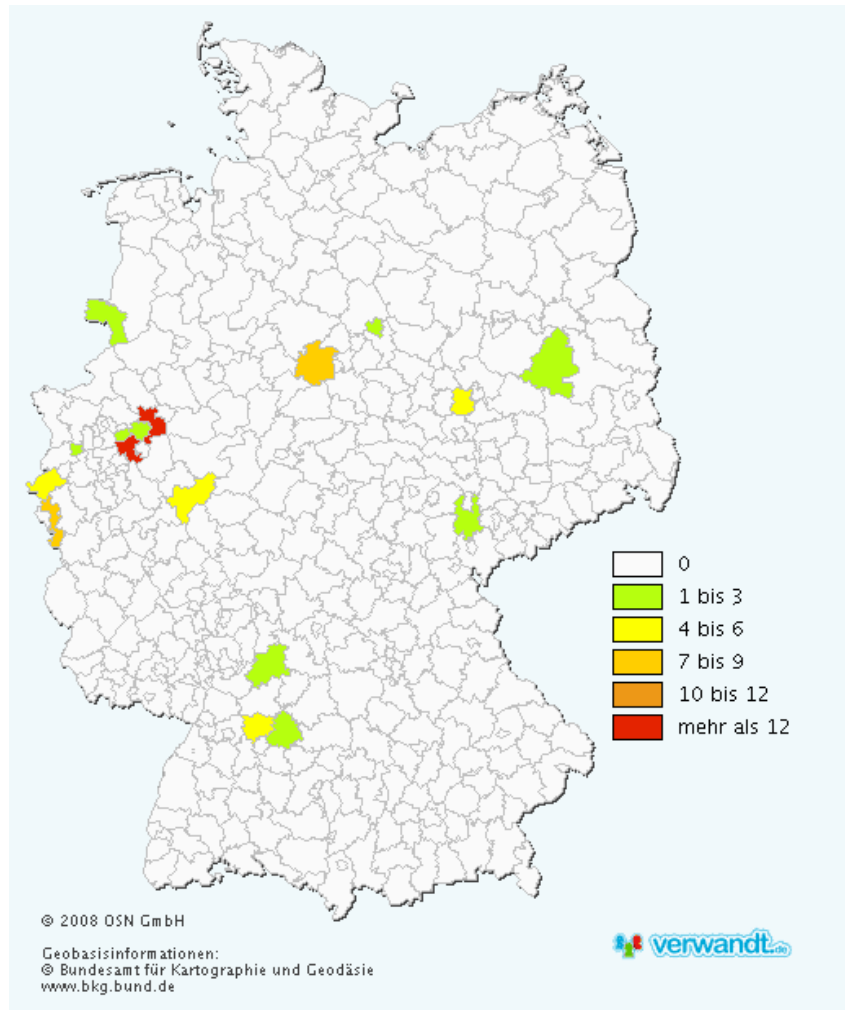 0
1 bis 3
4 bis 6
7 bis 9
10 bis 12
mehr als 12
© 2008 OSN GmbH
Geobasisinformationen:
© Bundesamt für Kartographie und Geodäsie
www.bkg.bund.de
verwandt.de